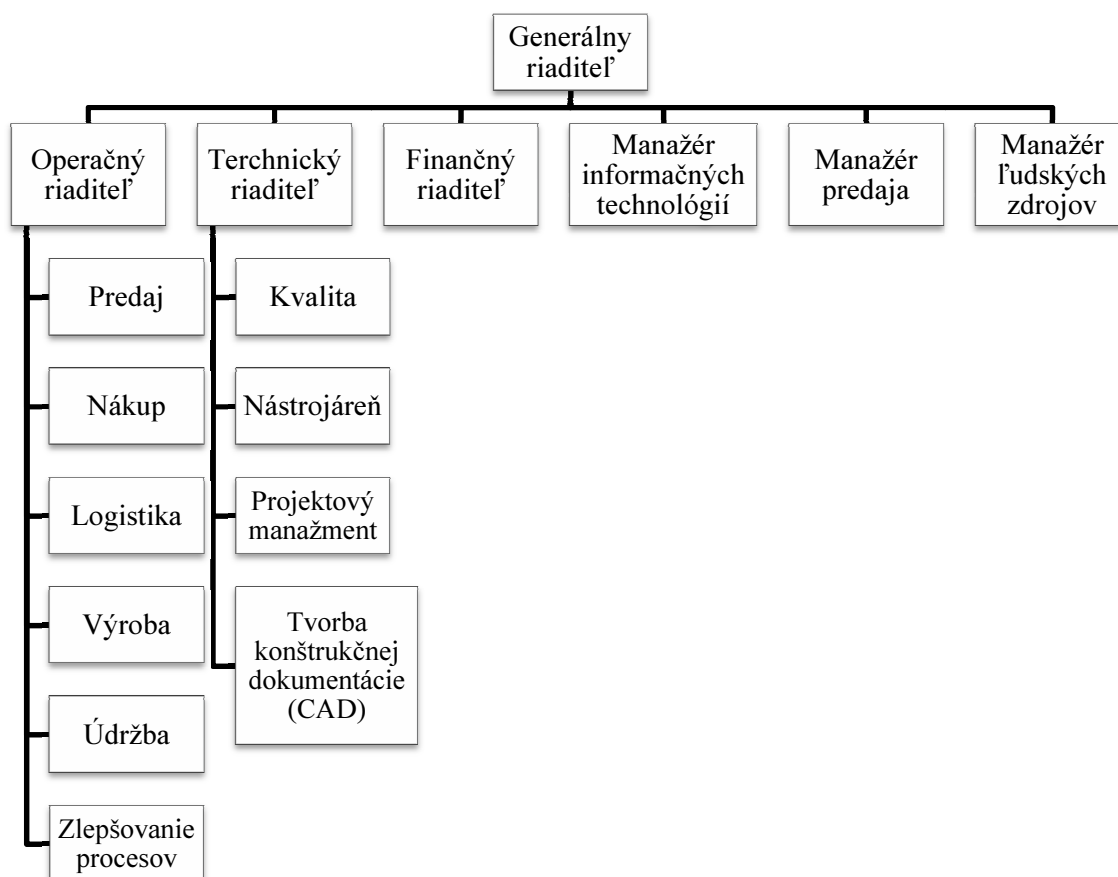 Generálny
riaditeľ
Operačný
riaditeľ
Terchnický
riaditeľ
Finančný
riaditeľ
Manažér
informačných
technológií
Manažér
predaja
Manažér
ľudských
zdrojov
Predaj
Nákup
Logistika
Výroba
Údržba
Zlepšovanie
procesov
Kvalita
Nástrojáreň
Projektový
manažment
Tvorba
konštrukčnej
dokumentácie
(CAD)